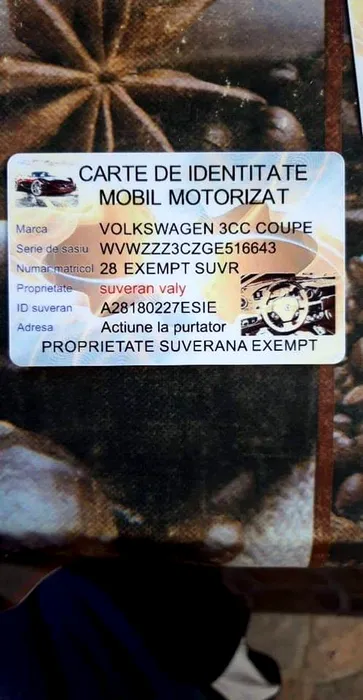 CARTE DE IDENTITATE
MOBIL MOTORIZAT
Marca VOLKSWAGEN 3CC COUPE
Serie de sasiu WVWZZZ3CZGE516643
Numar matricol 28 EXEMPT SUVR
Proprietate suveran valy
ID suveran A28180227ESIE
Adresa Actiune la purtator
PROPRIETATE SUVERANA EXEMPT